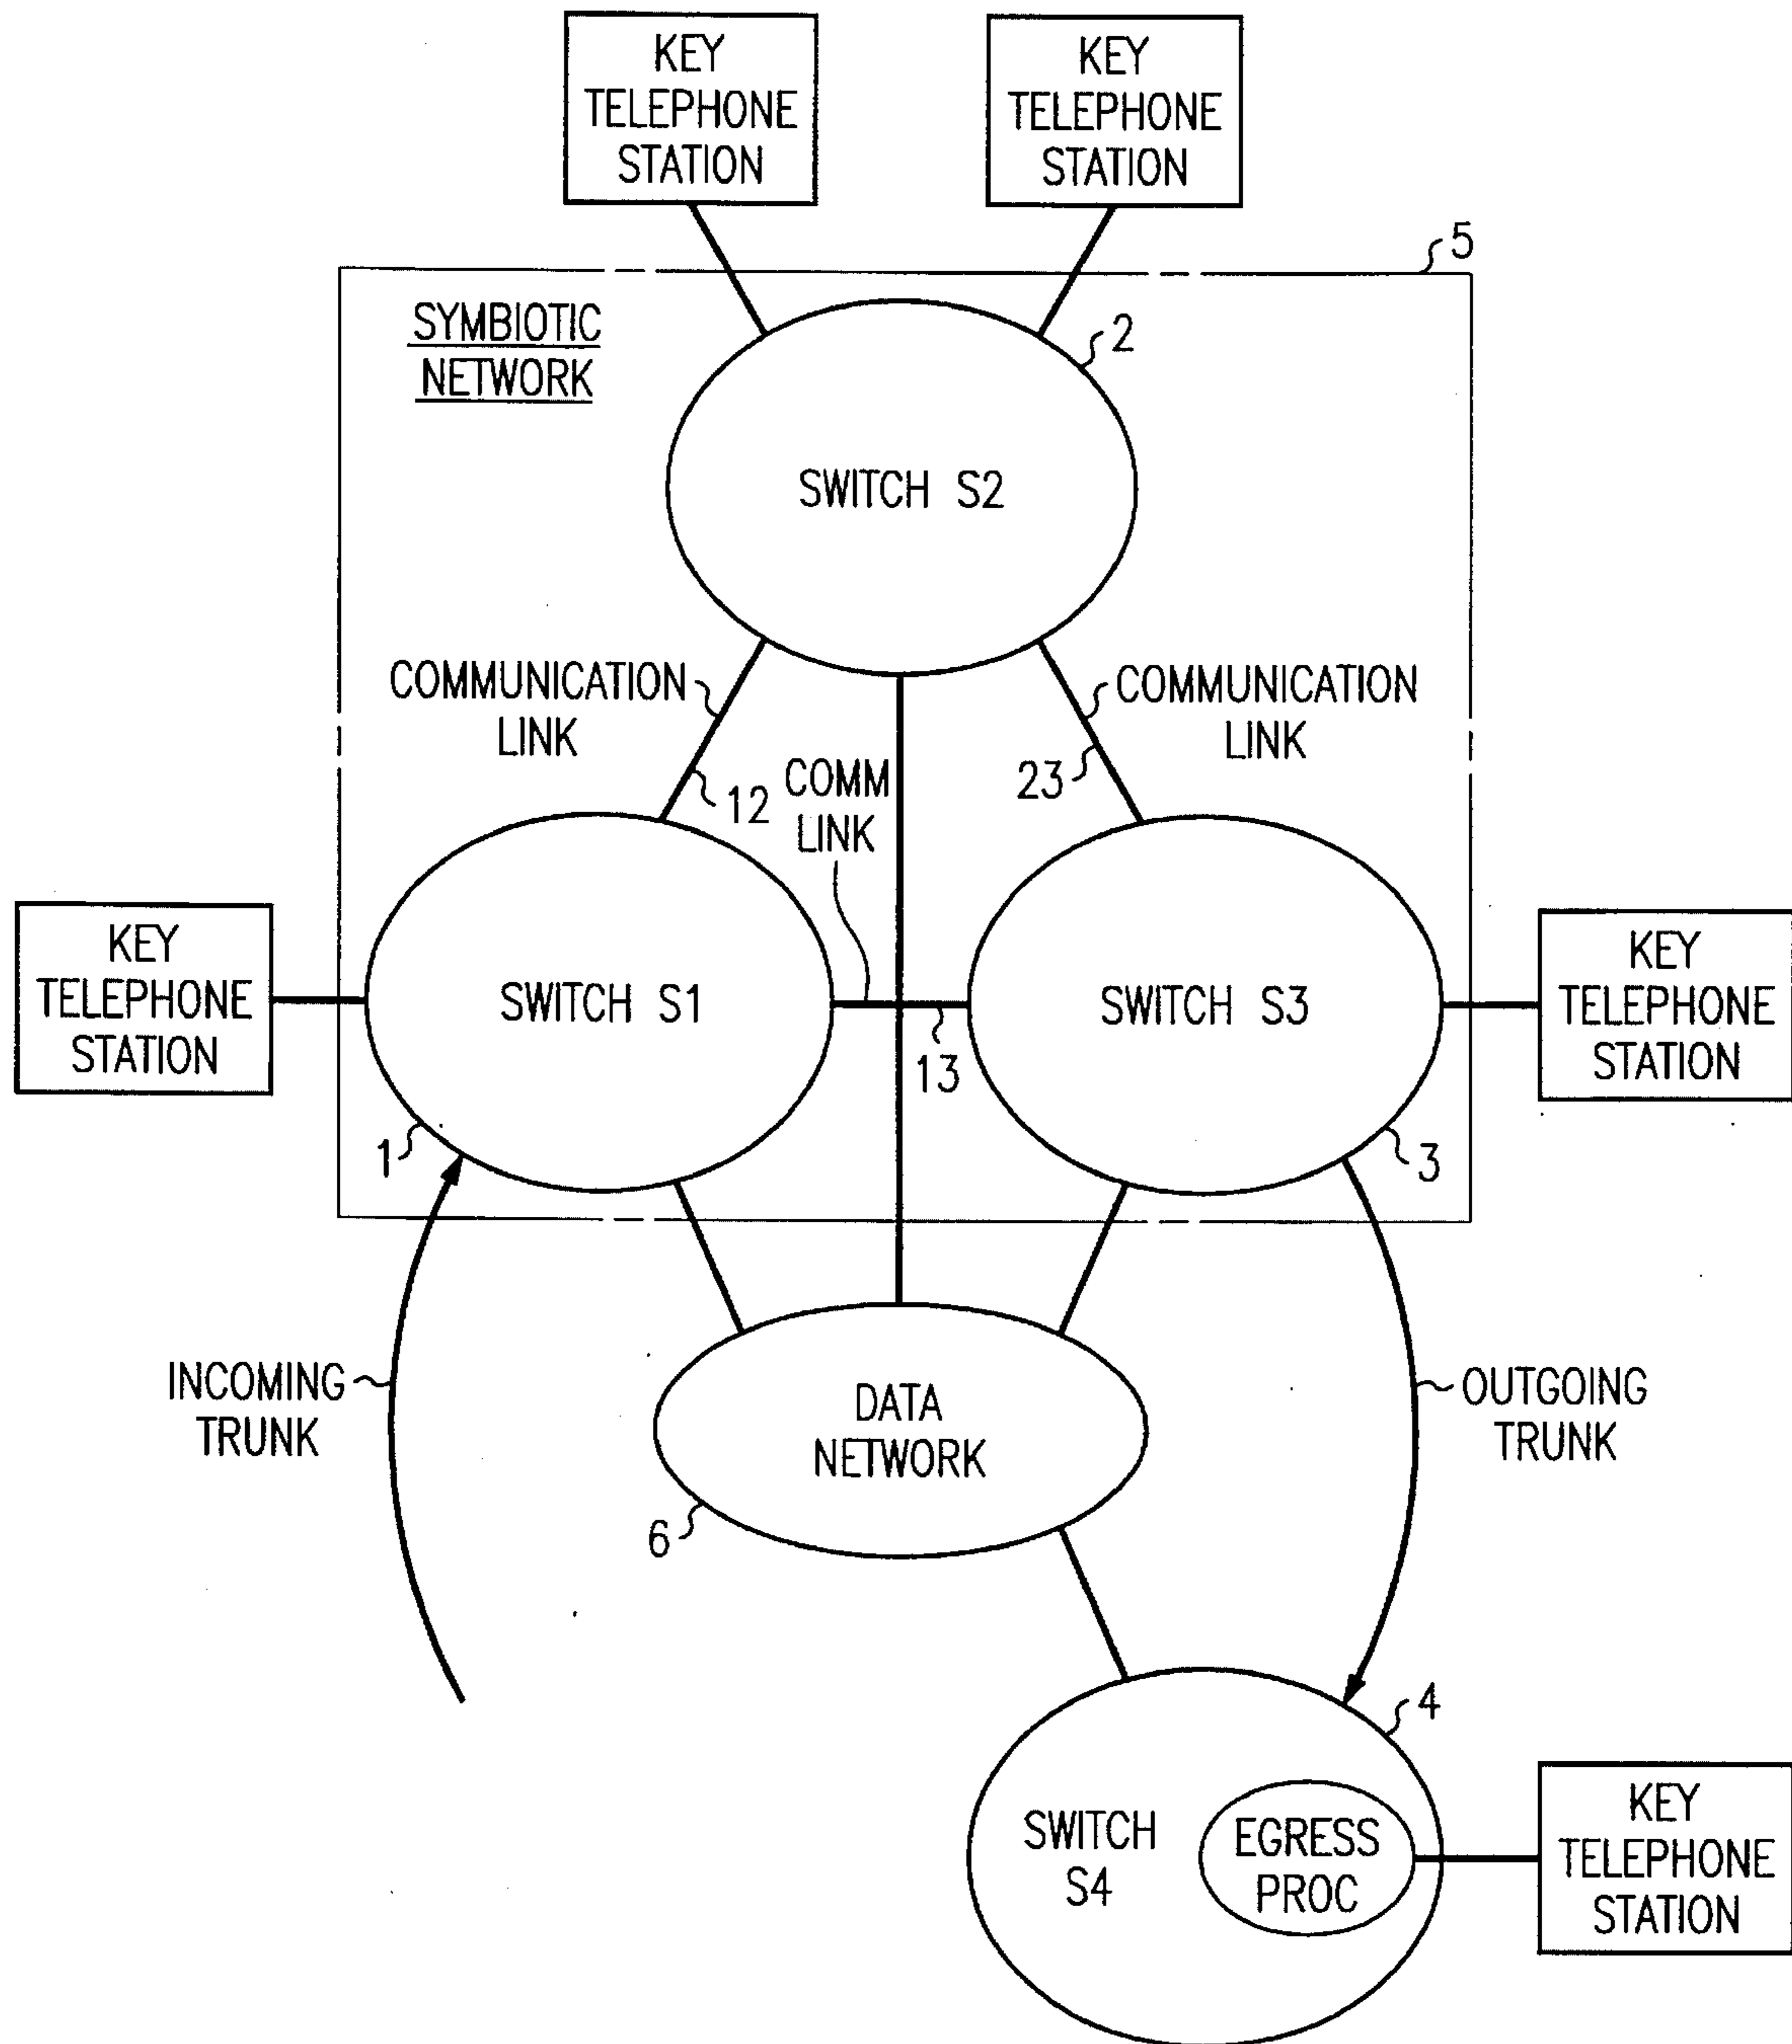 KEY
TELEPHONE
STATION
KEY
TELEPHONE
STATION
5
SYMBIOTIC
NETWORK
2
SWITCH S2
COMMUNICATION
LINK
COMMUNICATION
LINK
12
COMM
LINK
23
KEY
TELEPHONE
STATION
SWITCH S1
SWITCH S3
KEY
TELEPHONE
STATION
13
1
3
INCOMING
TRUNK
DATA
NETWORK
OUTGOING
TRUNK
6
4
SWITCH
S4
EGRESS
PROC
KEY
TELEPHONE
STATION